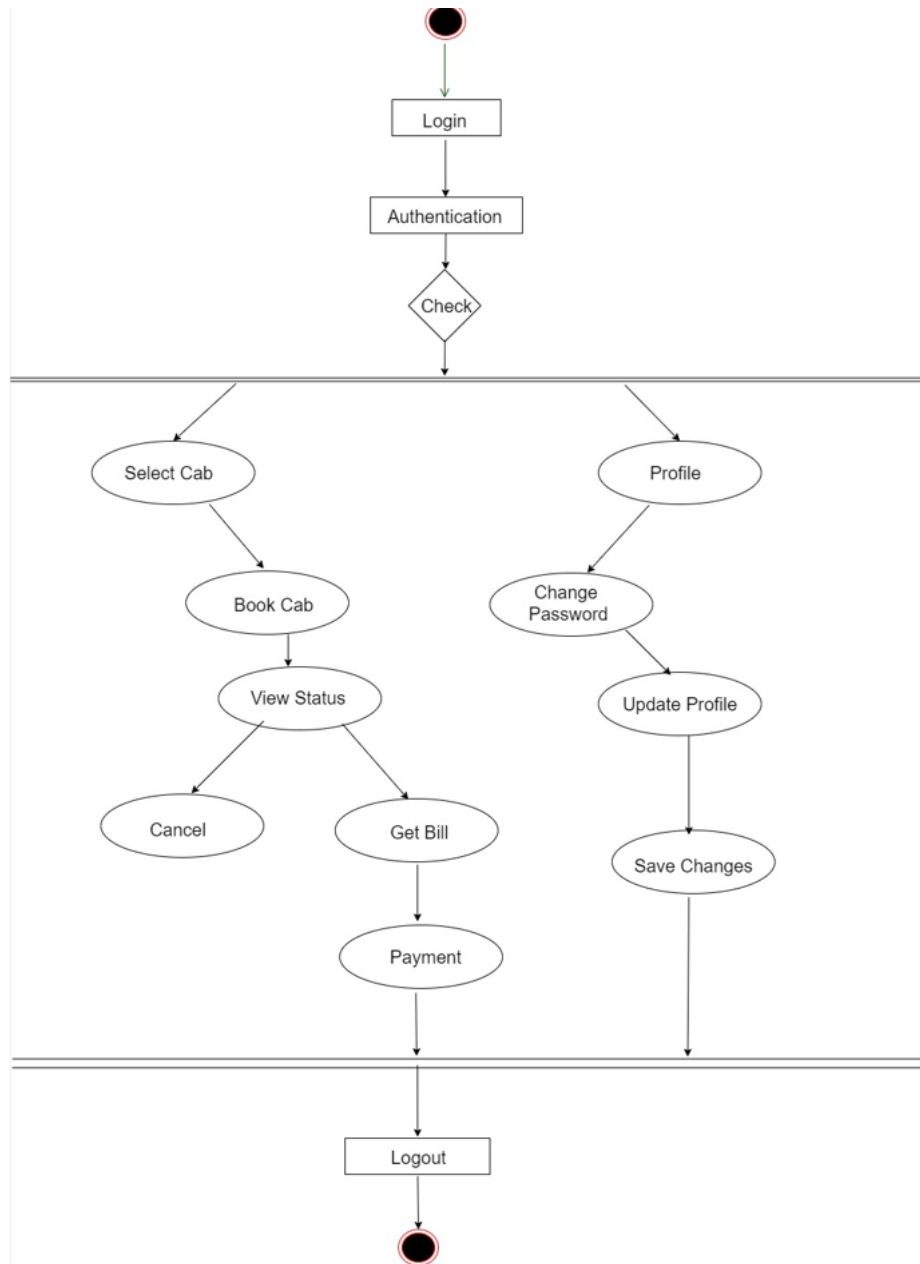 Login
Authentication
Check
Select Cab
Profile
Book Cab
Change
Password
View Status
Update Profile
Cancel
Get Bill
Save Changes
Payment
Logout